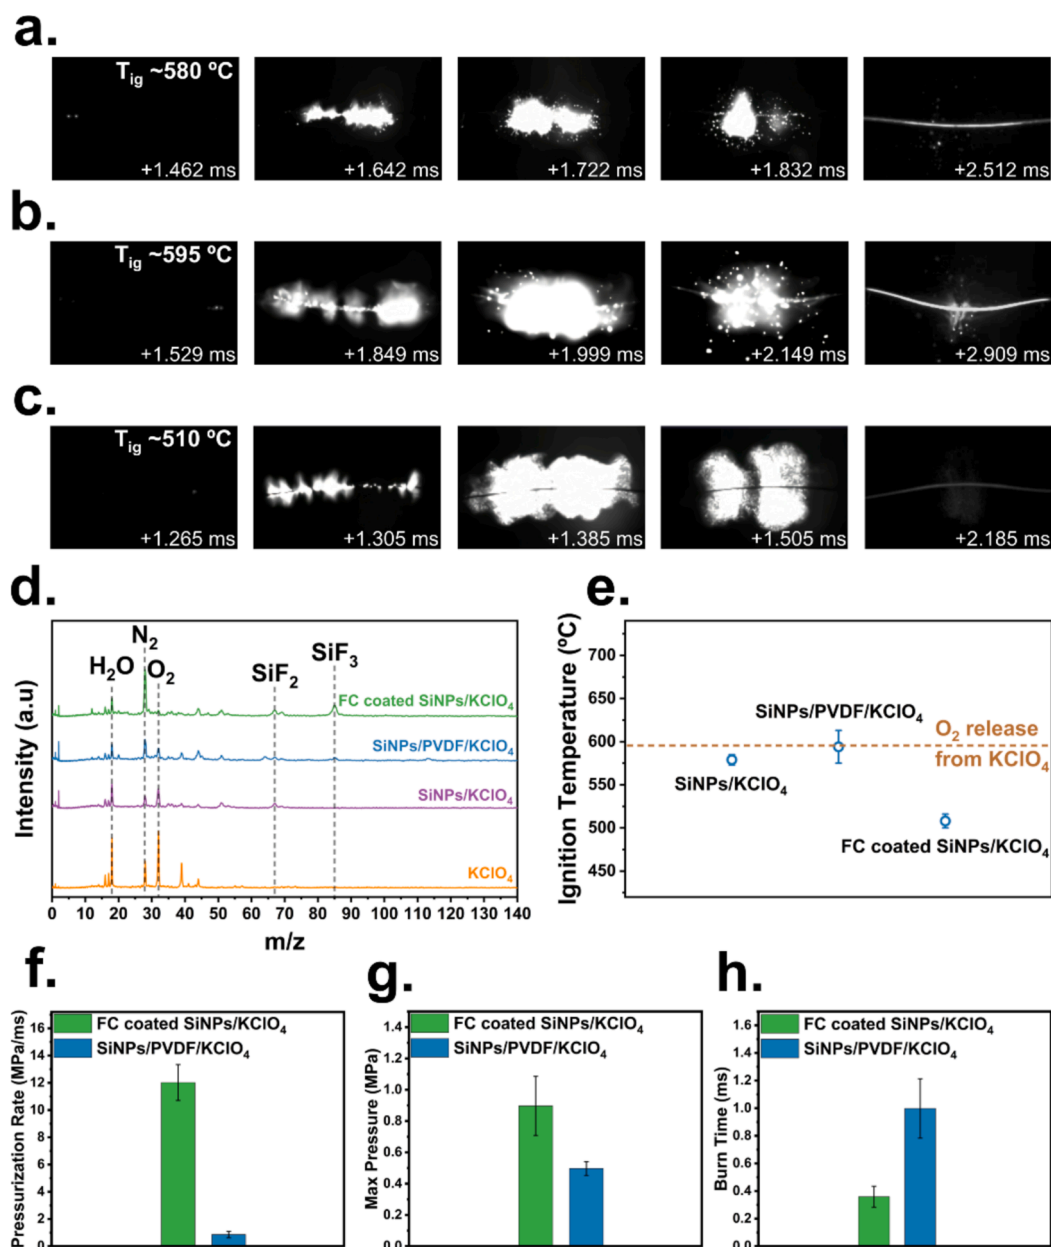 a.
T_ig ~580 ºC
+1.462 ms
+1.642 ms
+1.722 ms
+1.832 ms
+2.512 ms
b.
T_ig ~595 ºC
+1.529 ms
+1.849 ms
+1.999 ms
+2.149 ms
+2.909 ms
c.
T_ig ~510 ºC
+1.265 ms
+1.305 ms
+1.385 ms
+1.505 ms
+2.185 ms
d.
Intensity (a.u)
H₂O
N₂
O₂
SiF₂
SiF₃
FC coated SiNPs/KClO₄
SiNPs/PVDF/KClO₄
SiNPs/KClO₄
KClO₄
0 10 20 30 40 50 60 70 80 90 100 110 120 130 140
m/z
e.
Ignition Temperature (ºC)
700
650
600
550
500
450
SiNPs/PVDF/KClO₄
O₂ release
from KClO₄
SiNPs/KClO₄
FC coated SiNPs/KClO₄
f.
Pressurization Rate (MPa/ms)
16
14
12
10
8
6
4
2
0
FC coated SiNPs/KClO₄
SiNPs/PVDF/KClO₄
g.
Max Pressure (MPa)
1.4
1.2
1.0
0.8
0.6
0.4
0.2
0.0
FC coated SiNPs/KClO₄
SiNPs/PVDF/KClO₄
h.
Burn Time (ms)
1.6
1.4
1.2
1.0
0.8
0.6
0.4
0.2
0.0
FC coated SiNPs/KClO₄
SiNPs/PVDF/KClO₄